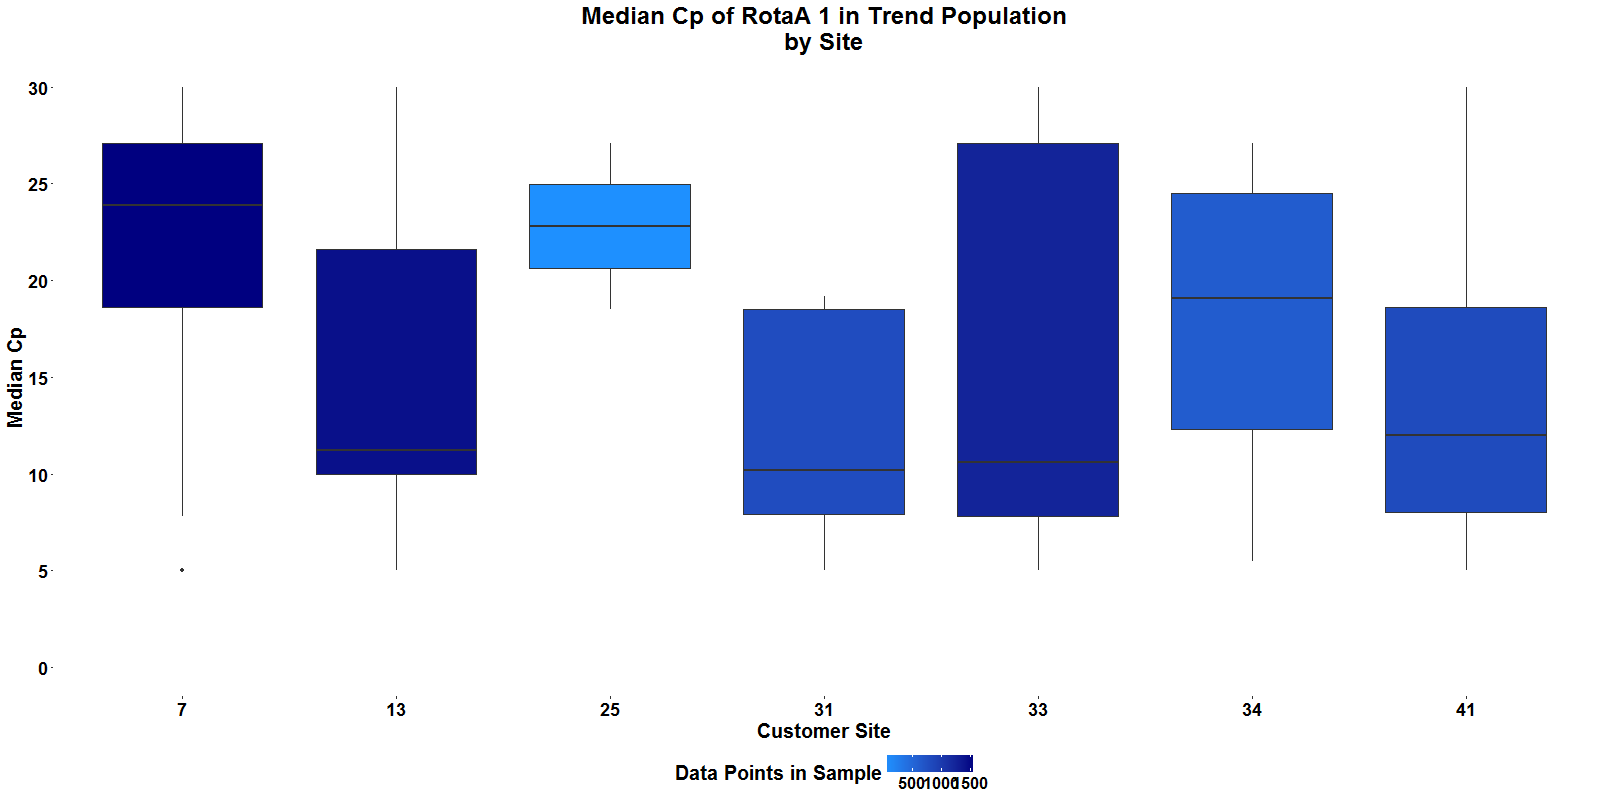 Median Cp of RotaA 1 in Trend Population
by Site
Median Cp
30
25
20
15
10
5
0
7 13 25 31 33 34 41
Customer Site
Data Points in Sample
500 1000 1500